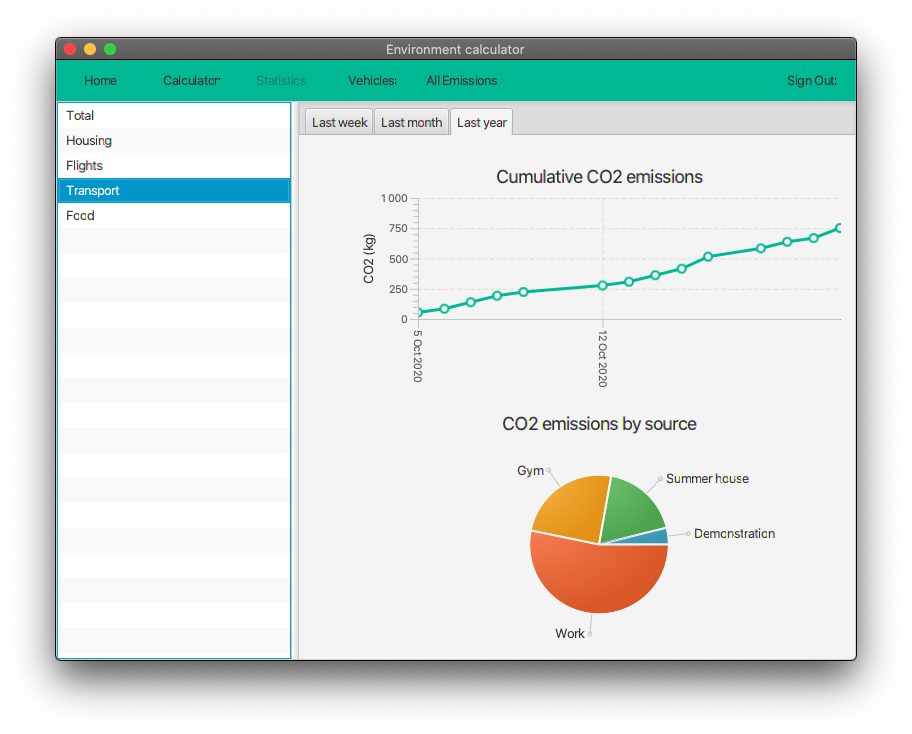 Environment calculator
Home Calculator Statistics Vehicles All Emissions Sign Out
Total
Housing
Flights
Transport
Food
Last week Last month Last year
Cumulative CO2 emissions
CO2 (kg)
1 000
750
500
250
0
5 Oct 2020
12 Oct 2020
CO2 emissions by source
Gym
Summer house
Demonstration
Work